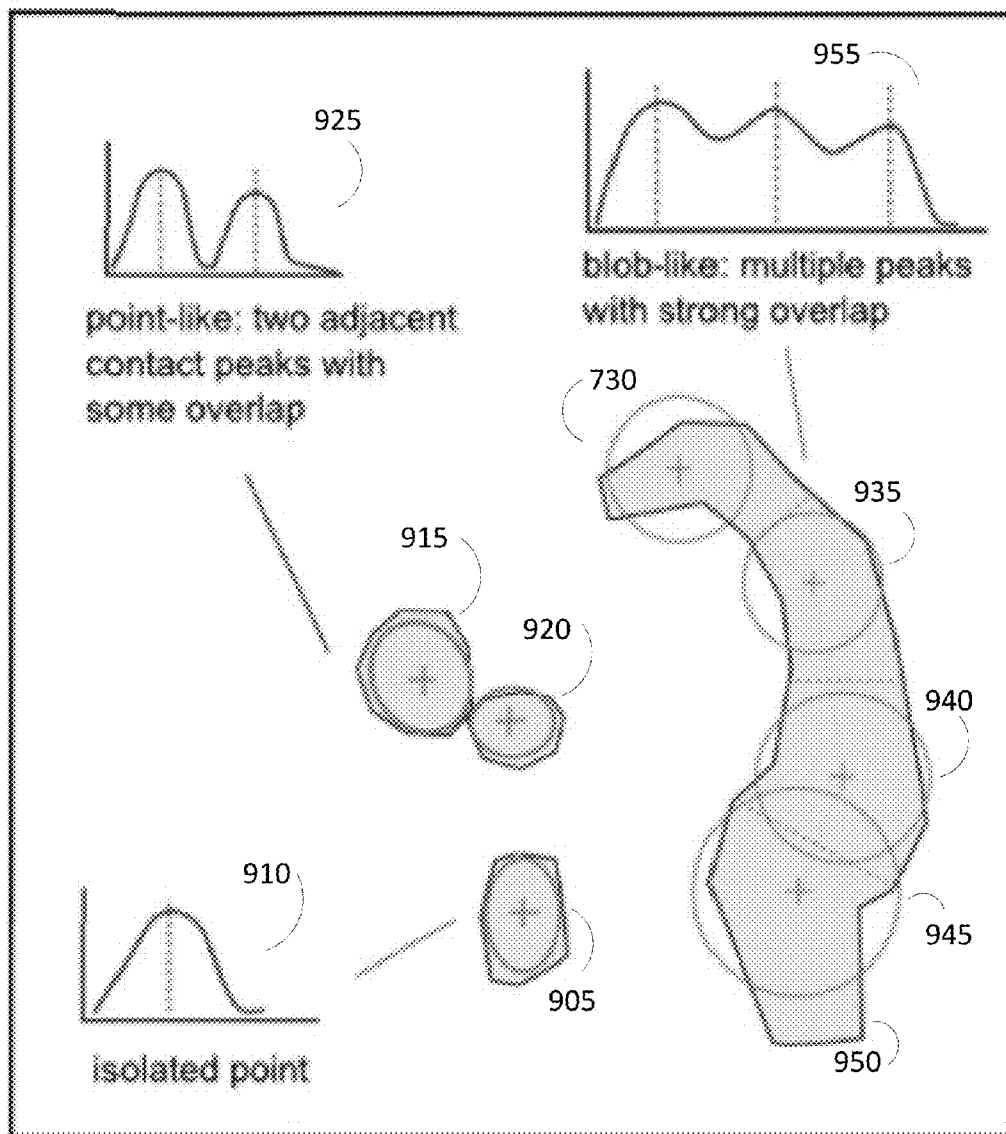 955
925
blob-like: multiple peaks
with strong overlap
point-like: two adjacent
contact peaks with
some overlap
730
935
915
920
940
910
945
905
950
isolated point